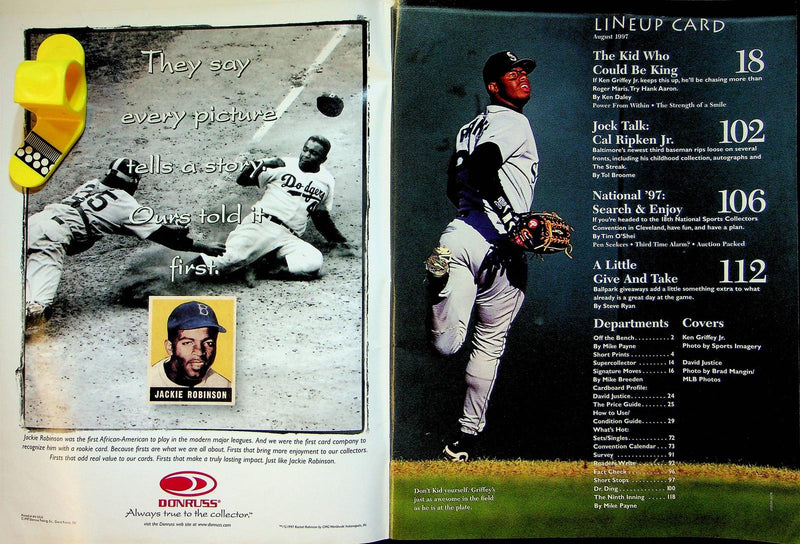 They say
every picture
tells a story.
Ours told it
first.
Dodgers
B
JACKIE ROBINSON
Jackie Robinson was the first African-American to play in the modern major leagues. And we were the first card company to
recognize him with a rookie card. Because firsts are what we are all about. Firsts that bring more enjoyment to our collectors.
Firsts that add real value to our cards. Firsts that make a truly lasting impact. Just like Jackie Robinson.
DONRUSS
Always true to the collector.™
visit the Donruss web site at www.donruss.com
LINEUP CARD
August 1997
The Kid Who
Could Be King 18
If Ken Griffey Jr. keeps this up, he'll be chasing more than
Roger Maris. Try Hank Aaron.
By Ken Daley
Power From Within • The Strength of a Smile
Jock Talk:
Cal Ripken Jr. 102
Baltimore's newest third baseman rips loose on several
fronts, including his childhood collection, autographs and
The Streak.
By Tol Broome
National '97:
Search & Enjoy 106
If you're headed to the 18th National Sports Collectors
Convention in Cleveland, have fun, and have a plan.
By Tim O'Shei
Pen Seekers • Third Time Alarm? • Auction Packed
A Little
Give And Take 112
Ballpark giveaways add a little something extra to what
already is a great day at the game.
By Steve Ryan
Departments
Off the Bench 2
By Mike Payne
Short Prints 4
Supercollector 14
Signature Moves 16
By Mike Breeden
Cardboard Profile:
David Justice 24
The Price Guide 25
How to Use/
Condition Guide 29
What's Hot:
Sets/Singles 72
Convention Calendar 73
Survey 91
Readers Write 92
Fact Check 96
Short Stops 97
Dr. Ding 100
The Ninth Inning 118
By Mike Payne
Covers
Ken Griffey Jr.
Photo by Sports Imagery
David Justice
Photo by Brad Mangin/
MLB Photos
Don't Kid yourself. Griffey's
just as awesome in the field
as he is at the plate.